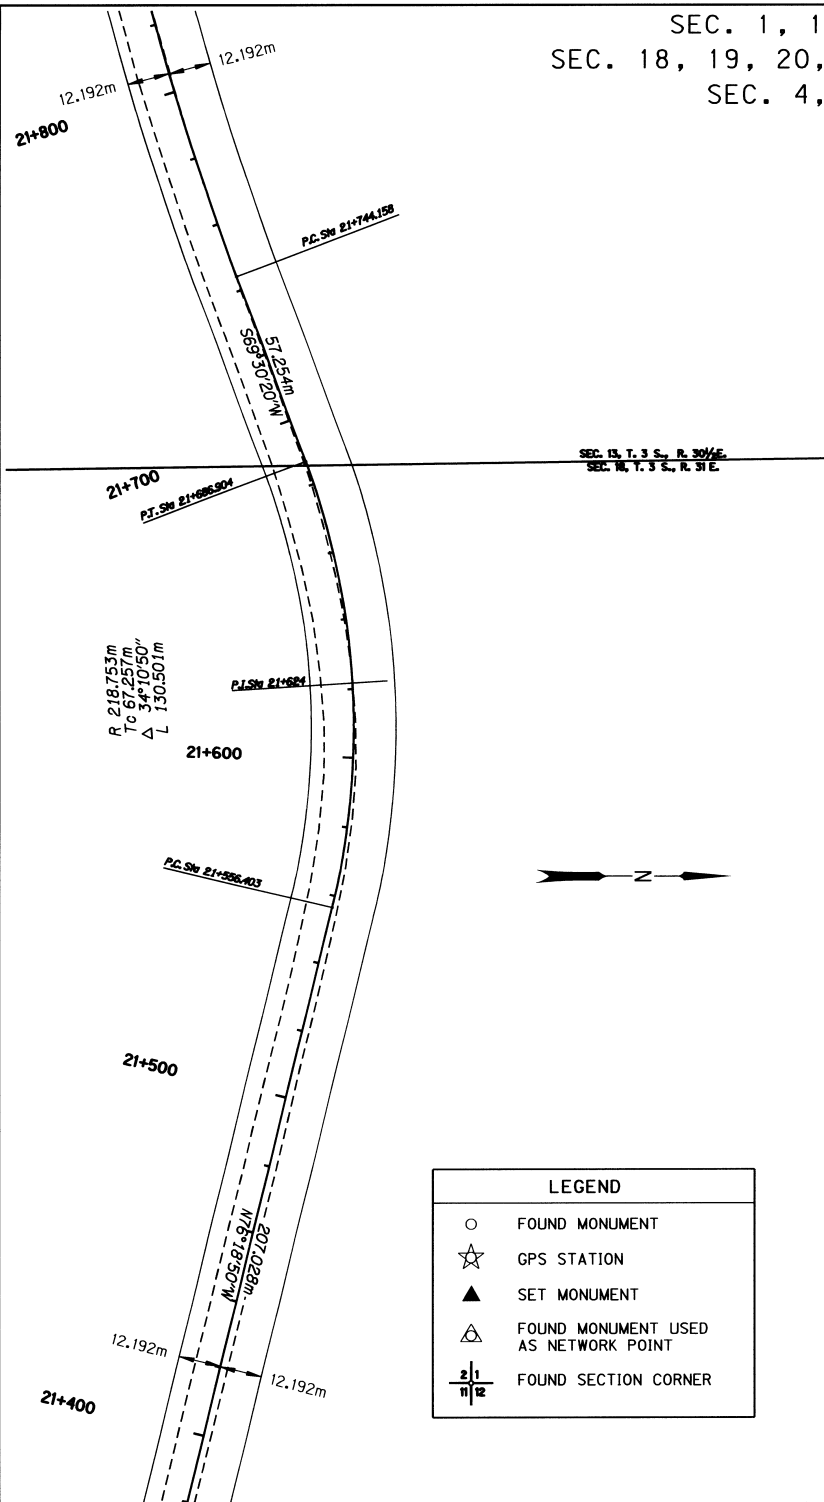 SEC. 1, 1
SEC. 18, 19, 20,
SEC. 4,
12.192m
12.192m
21+800
P.C. Sta 21+744.158
57.254m
S69°30'20"W
SEC. 13, T. 3 S., R. 30½E.
SEC. 18, T. 3 S., R. 31 E.
21+700
P.T. Sta 21+686.904
R 218.753m
Tc 67.257m
△ 34°10'50"
L 130.501m
P.I. Sta 21+624
21+600
P.C. Sta 21+556.403
N
21+500
207.028m
N76°18'50"W
12.192m
12.192m
21+400
LEGEND
FOUND MONUMENT
GPS STATION
SET MONUMENT
FOUND MONUMENT USED
AS NETWORK POINT
2 1
11 12
FOUND SECTION CORNER